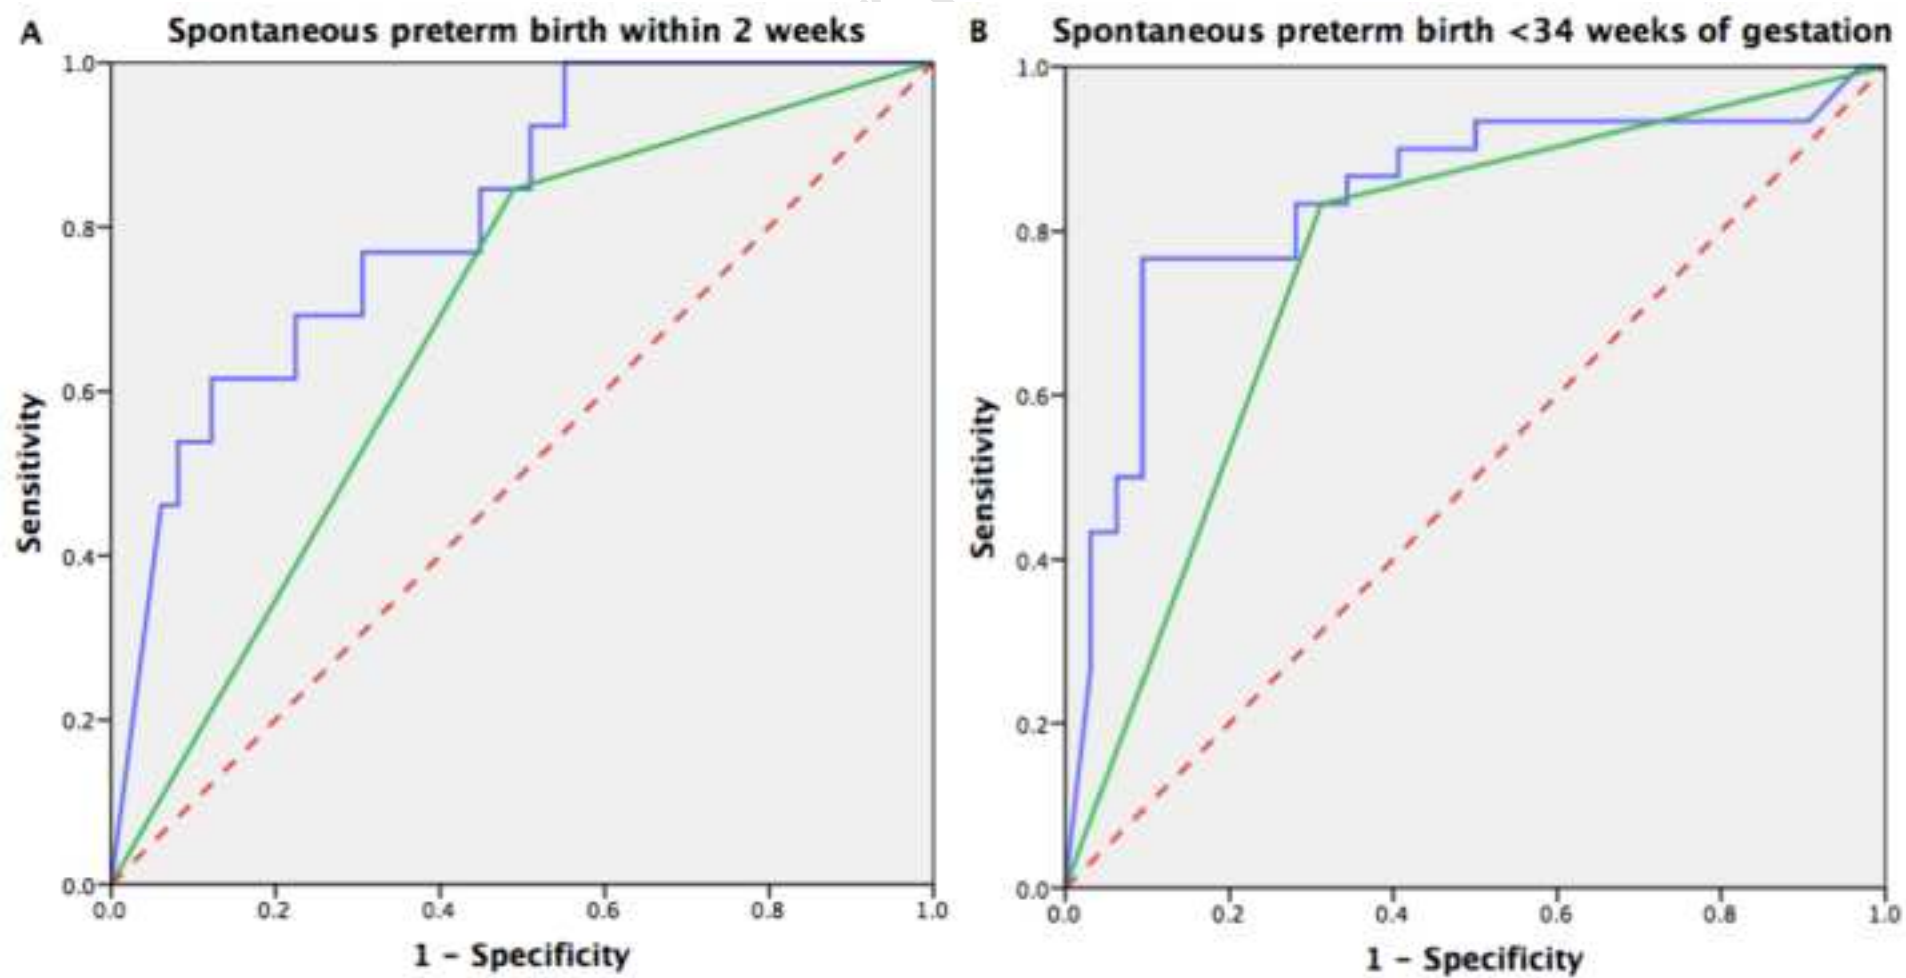 A
Spontaneous preterm birth within 2 weeks
1.0
0.8
0.6
0.4
0.2
0.0
Sensitivity
0.0 0.2 0.4 0.6 0.8 1.0
1 - Specificity
B
Spontaneous preterm birth <34 weeks of gestation
1.0
0.8
0.6
0.4
0.2
0.0
Sensitivity
0.0 0.2 0.4 0.6 0.8 1.0
1 - Specificity